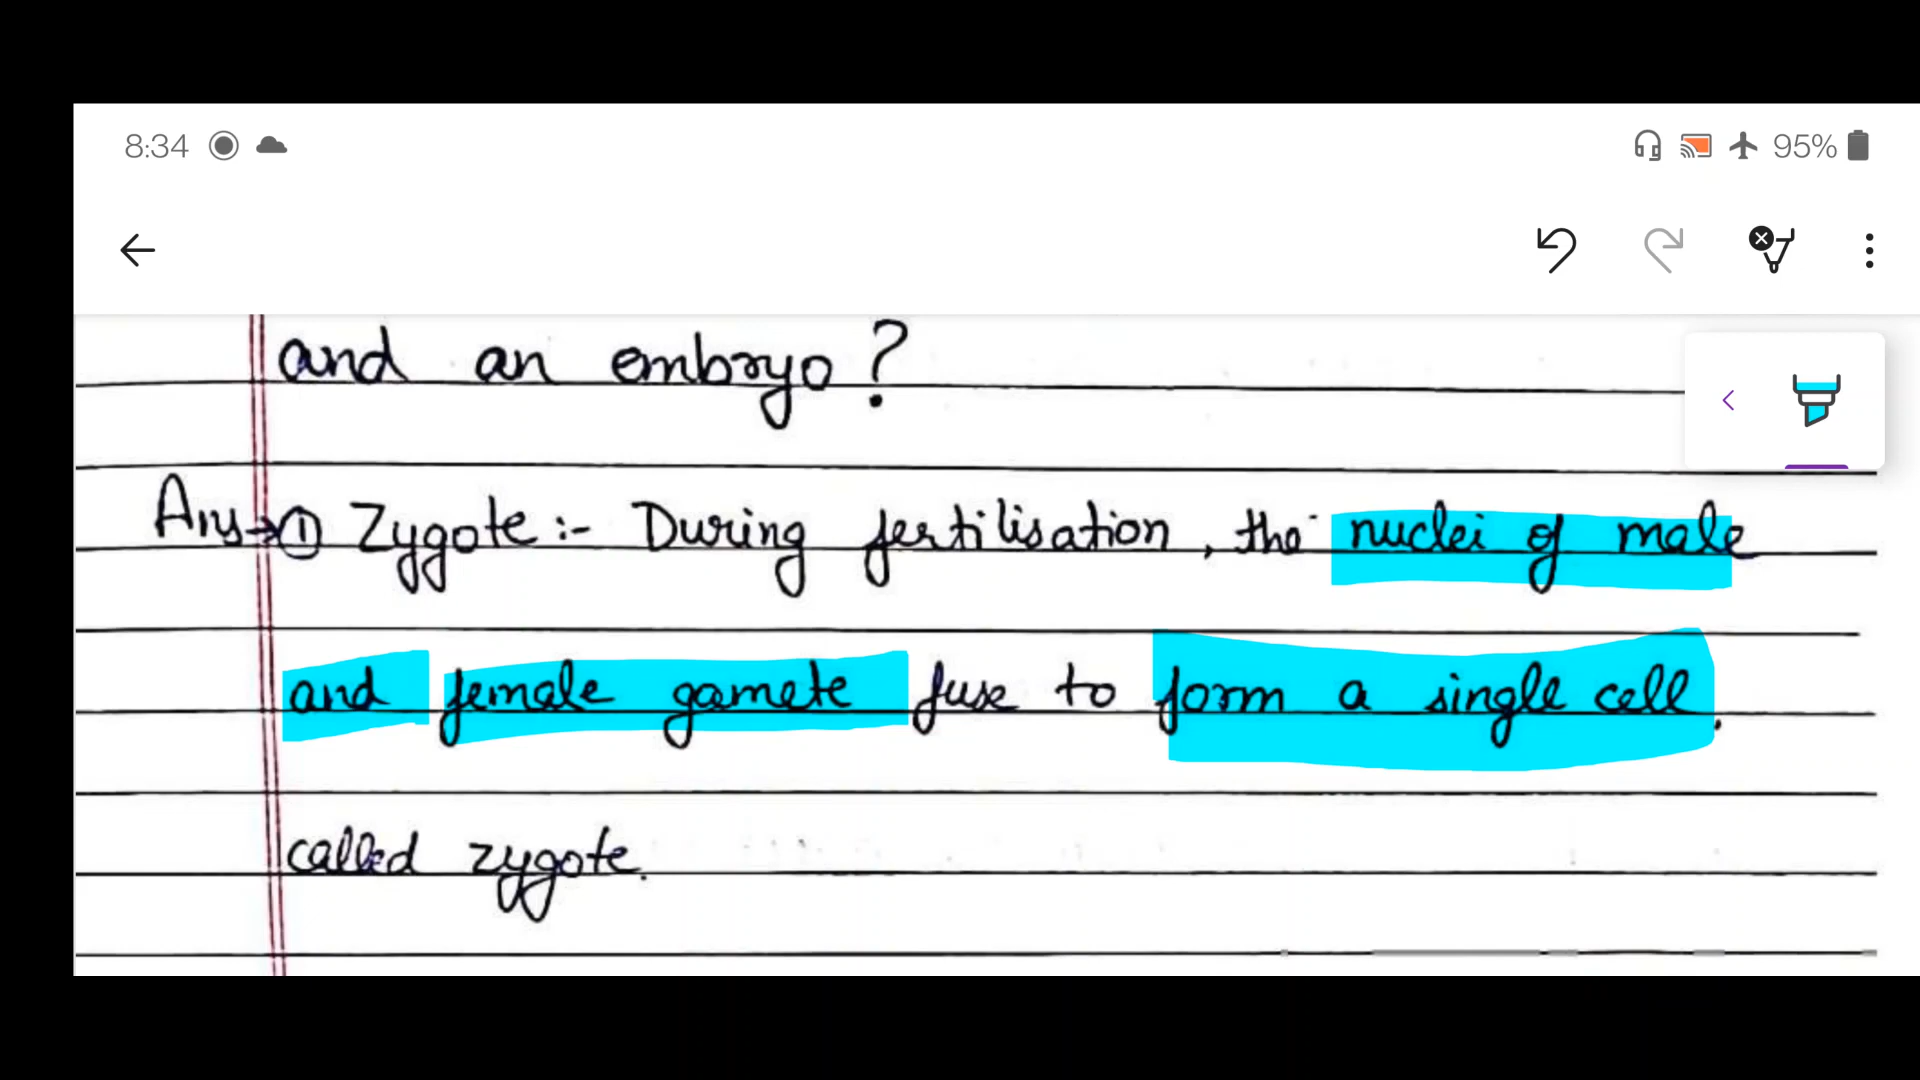 8:34 95%
and an embryo?
Ans→① Zygote:- During fertilisation, the nuclei of male
and female gamete fuse to form a single cell.
called zygote.